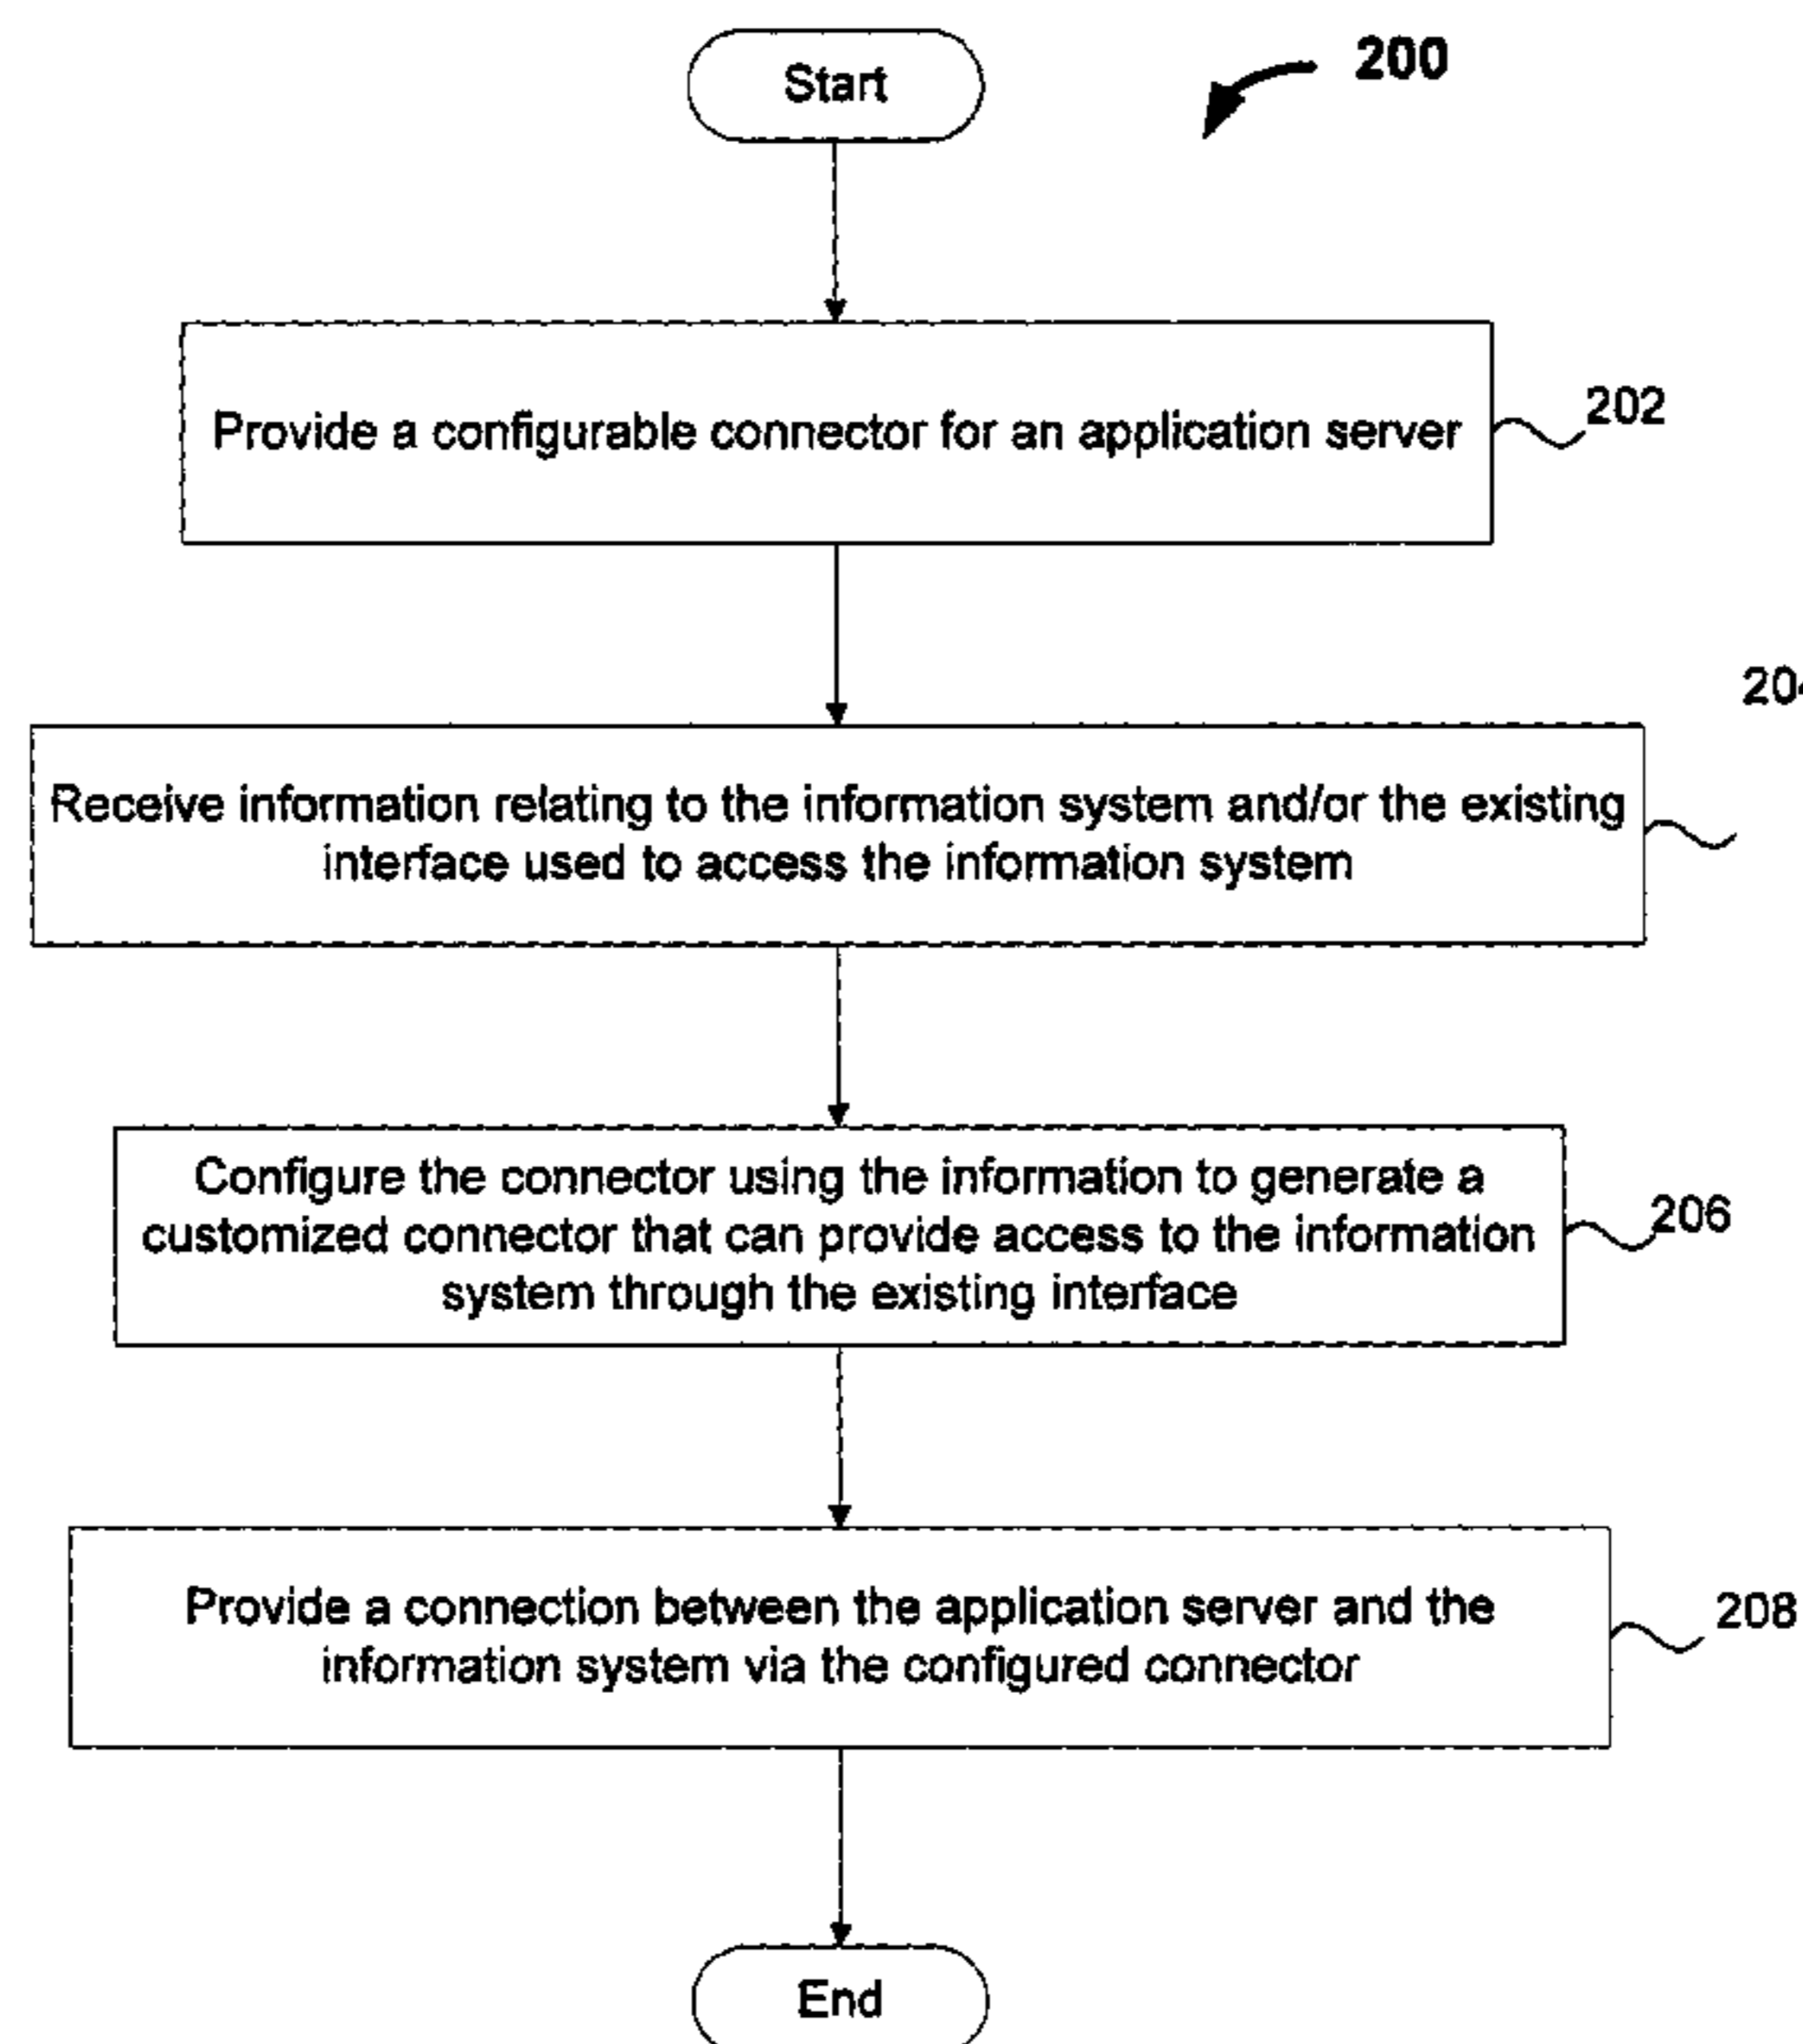 Start
200
Provide a configurable connector for an application server
202
204
Receive information relating to the information system and/or the existing
interface used to access the information system
Configure the connector using the information to generate a
customized connector that can provide access to the information
system through the existing interface
206
Provide a connection between the application server and the
information system via the configured connector
208
End